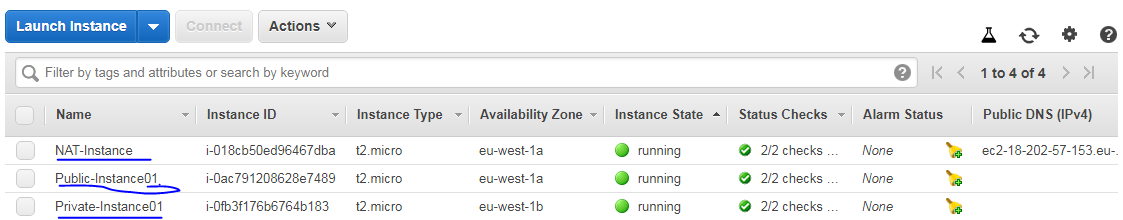 Launch Instance Connect Actions
Filter by tags and attributes or search by keyword 1 to 4 of 4
Name Instance ID Instance Type Availability Zone Instance State Status Checks Alarm Status Public DNS (IPv4)
NAT-Instance i-018cb50ed96467dba t2.micro eu-west-1a running 2/2 checks ... None ec2-18-202-57-153.eu-...
Public-Instance01 i-0ac791208628e7489 t2.micro eu-west-1a running 2/2 checks ... None
Private-Instance01 i-0fb3f176b6764b183 t2.micro eu-west-1b running 2/2 checks ... None